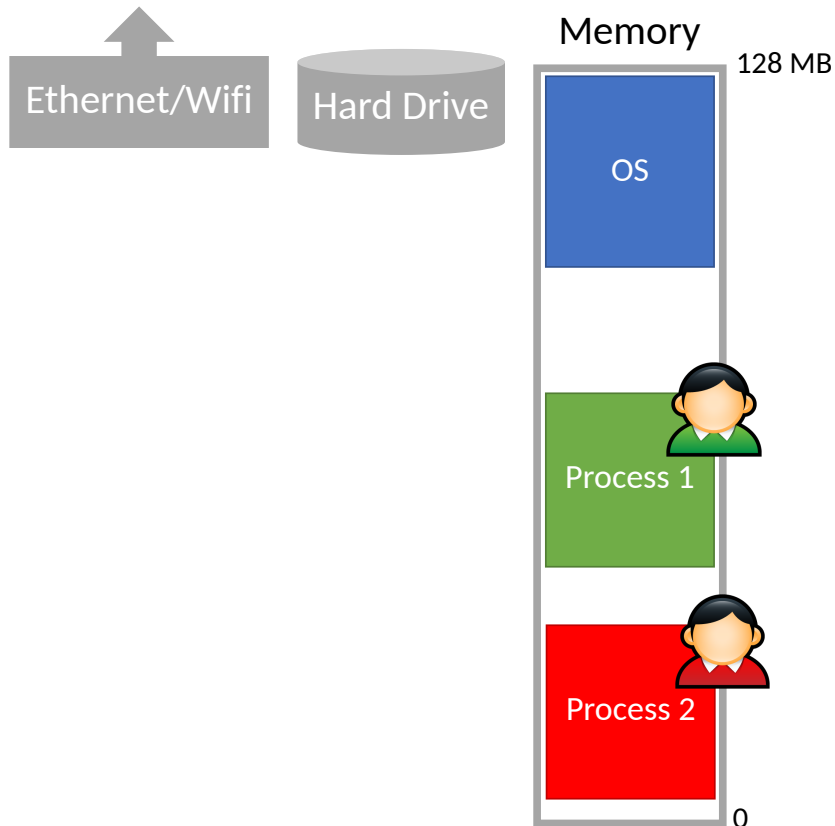 Memory
128 MB
Ethernet/Wifi
Hard Drive
OS
Process 1
Process 2
0